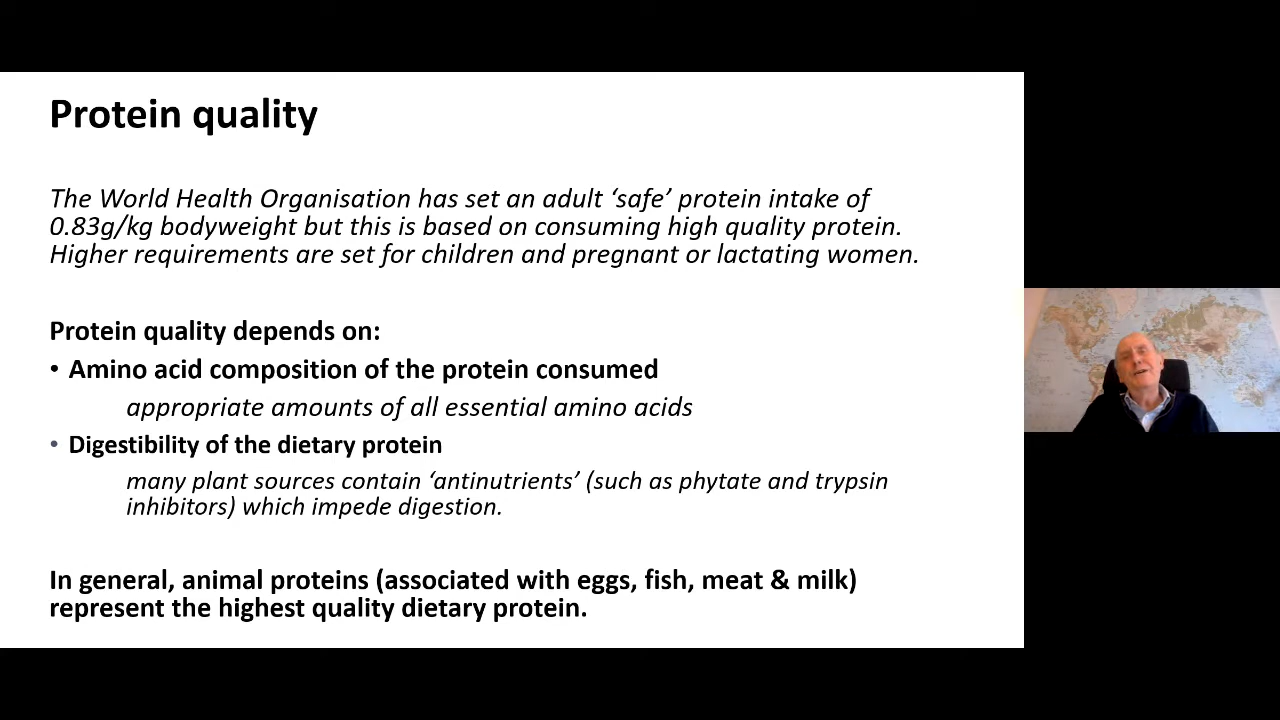 Protein quality
The World Health Organisation has set an adult ‘safe’ protein intake of
0.83g/kg bodyweight but this is based on consuming high quality protein.
Higher requirements are set for children and pregnant or lactating women.
Protein quality depends on:
• Amino acid composition of the protein consumed
appropriate amounts of all essential amino acids
• Digestibility of the dietary protein
many plant sources contain ‘antinutrients’ (such as phytate and trypsin
inhibitors) which impede digestion.
In general, animal proteins (associated with eggs, fish, meat & milk)
represent the highest quality dietary protein.